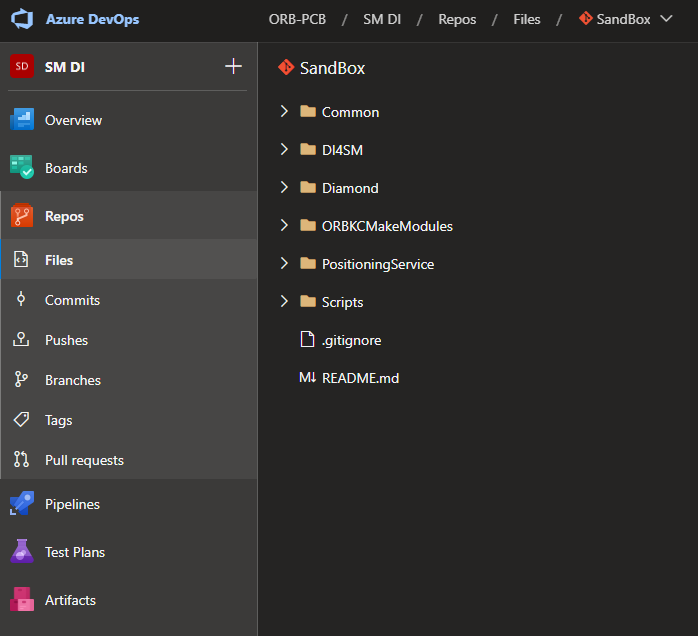 Azure DevOps
ORB-PCB / SM DI / Repos / Files / SandBox
SD SM DI
Overview
Boards
Repos
Files
Commits
Pushes
Branches
Tags
Pull requests
Pipelines
Test Plans
Artifacts
SandBox
Common
DI4SM
Diamond
ORBKCMakeModules
PositioningService
Scripts
.gitignore
M↓ README.md